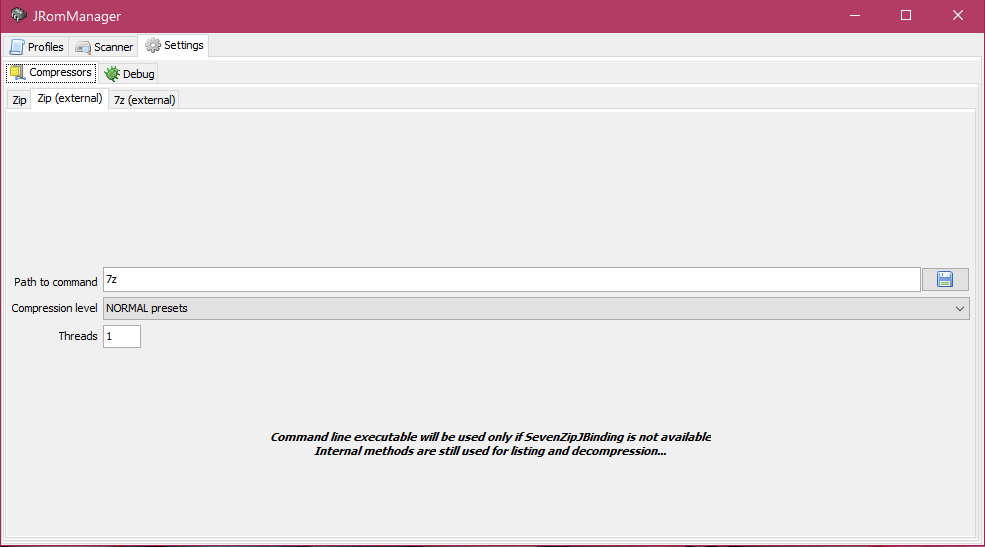 JRomManager
Profiles Scanner Settings
Compressors Debug
Zip Zip (external) 7z (external)
Path to command 7z
Compression level NORMAL presets
Threads 1
Command line executable will be used only if SevenZipJBinding is not available
Internal methods are still used for listing and decompression...